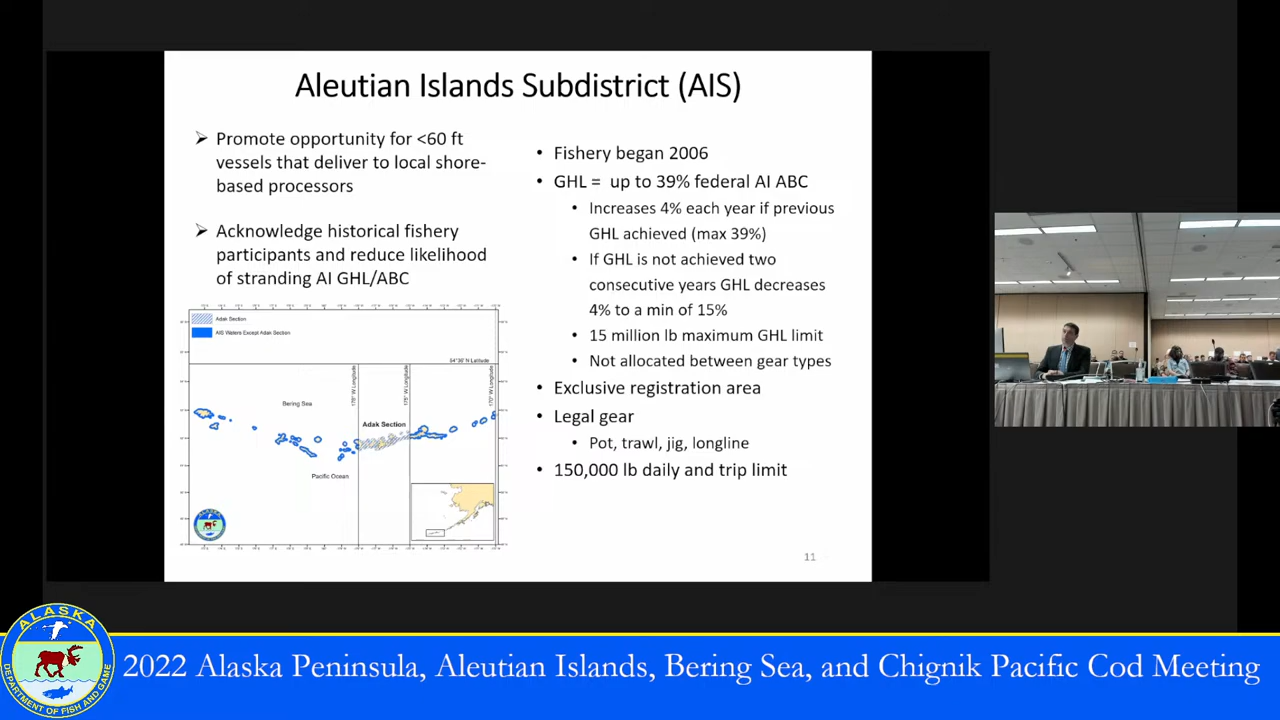 Aleutian Islands Subdistrict (AIS)
➢ Promote opportunity for <60 ft
vessels that deliver to local shore-
based processors
➢ Acknowledge historical fishery
participants and reduce likelihood
of stranding AI GHL/ABC
• Fishery began 2006
• GHL = up to 39% federal AI ABC
• Increases 4% each year if previous
GHL achieved (max 39%)
• If GHL is not achieved two
consecutive years GHL decreases
4% to a min of 15%
• 15 million lb maximum GHL limit
• Not allocated between gear types
• Exclusive registration area
• Legal gear
• Pot, trawl, jig, longline
• 150,000 lb daily and trip limit
Adak Section
AIS Waters Except Adak Section
54°30' N Latitude
Bering Sea
Adak Section
Pacific Ocean
11
ALASKA
DEPARTMENT OF FISH AND GAME
2022 Alaska Peninsula, Aleutian Islands, Bering Sea, and Chignik Pacific Cod Meeting